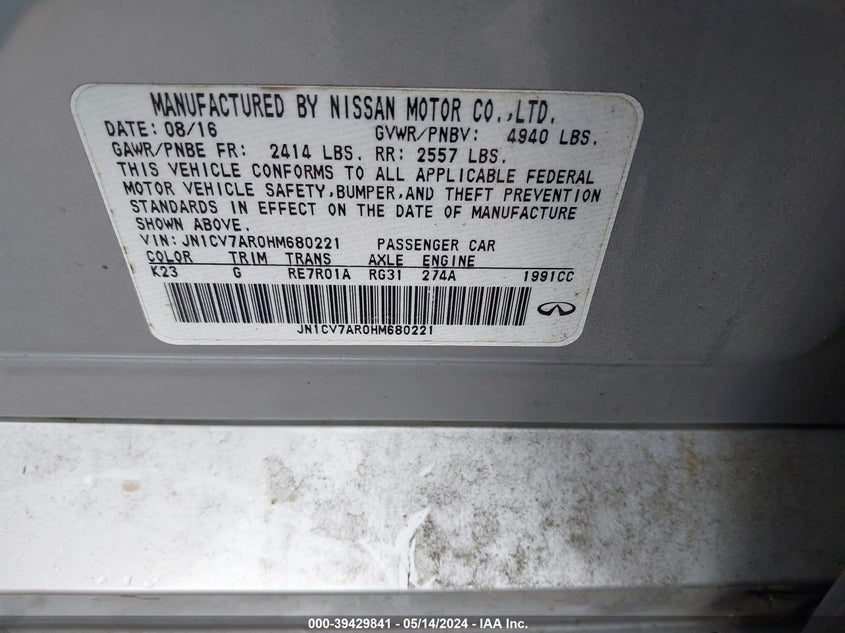 MANUFACTURED BY NISSAN MOTOR CO.,LTD.
DATE: 08/16 GVWR/PNBV: 4940 LBS.
GAWR/PNBE FR: 2414 LBS. RR: 2557 LBS.
THIS VEHICLE CONFORMS TO ALL APPLICABLE FEDERAL
MOTOR VEHICLE SAFETY,BUMPER,AND THEFT PREVENTION
STANDARDS IN EFFECT ON THE DATE OF MANUFACTURE
SHOWN ABOVE.
VIN:JN1CV7AR0HM680221 PASSENGER CAR
COLOR TRIM TRANS AXLE ENGINE
K23 G RE7R01A RG31 274A 1991CC
JN1CV7AR0HM680221
000-39429841 - 05/14/2024 - IAA Inc.